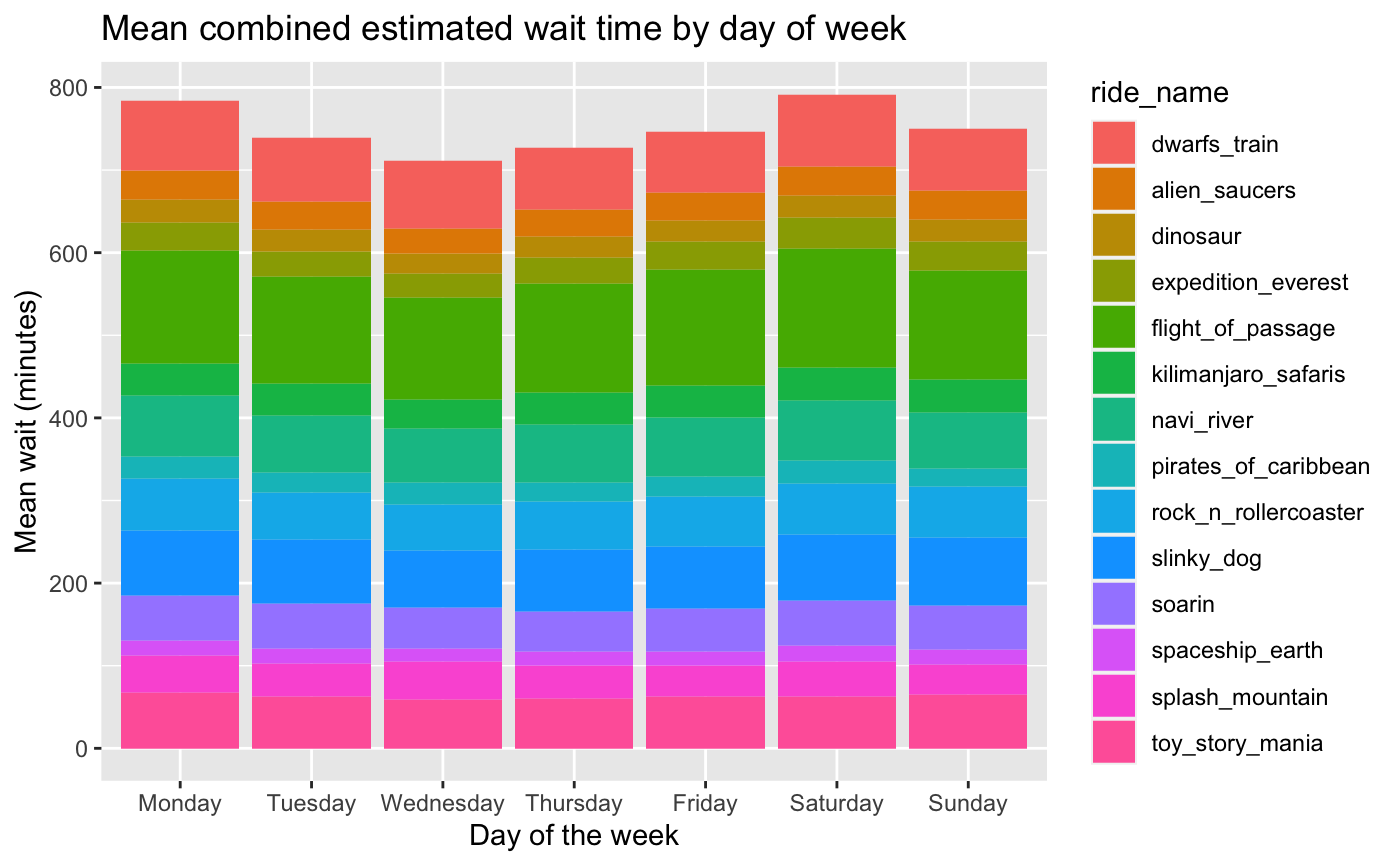 Mean combined estimated wait time by day of week
Mean wait (minutes)
800
600
400
200
0
Monday Tuesday Wednesday Thursday Friday Saturday Sunday
Day of the week
ride_name
dwarfs_train
alien_saucers
dinosaur
expedition_everest
flight_of_passage
kilimanjaro_safaris
navi_river
pirates_of_caribbean
rock_n_rollercoaster
slinky_dog
soarin
spaceship_earth
splash_mountain
toy_story_mania